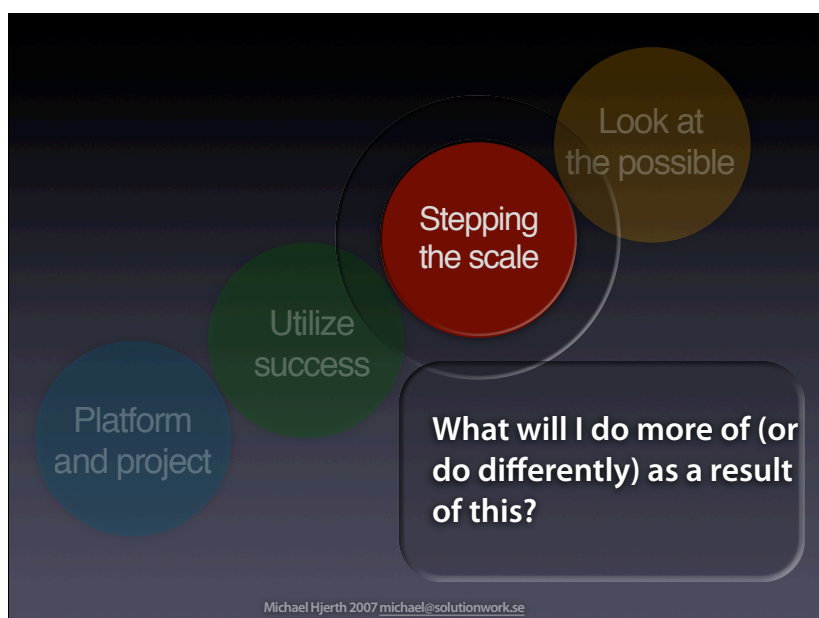 Look at
the possible
Stepping
the scale
Utilize
success
Platform
and project
What will I do more of (or
do differently) as a result
of this?
Michael Hjerth 2007 michael@solutionwork.se